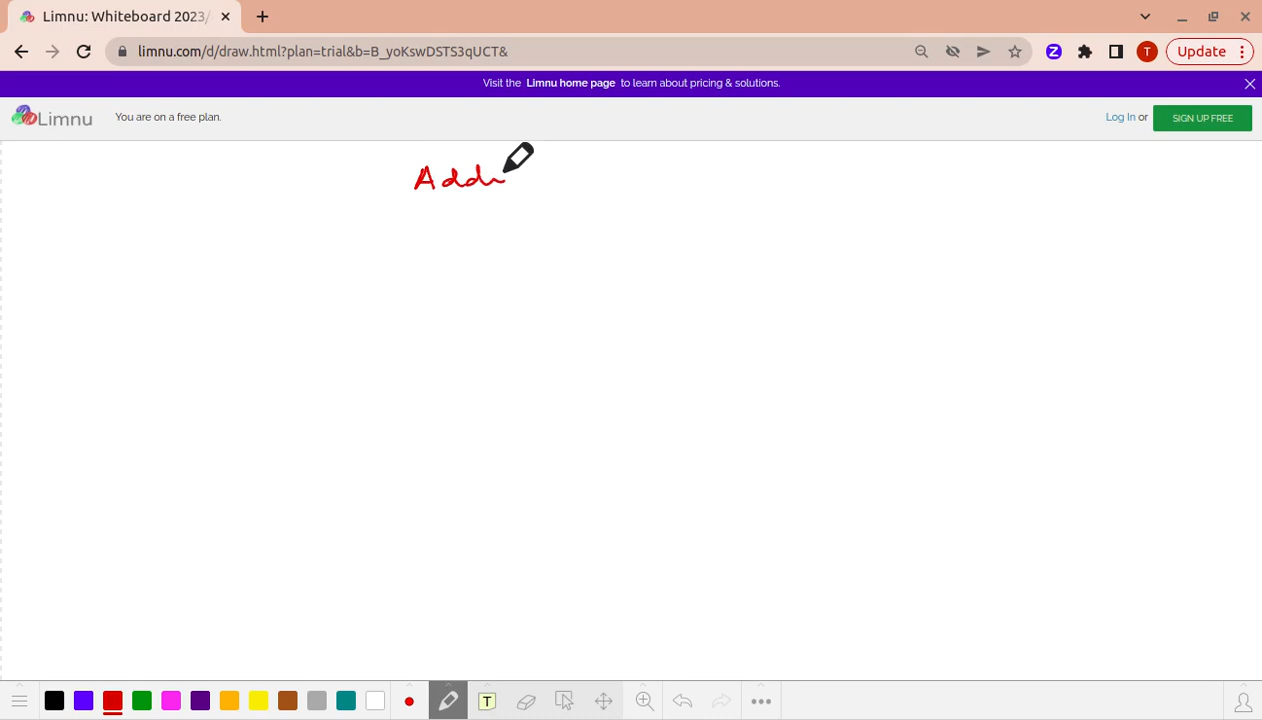 Limnu: Whiteboard 2023/
limnu.com/d/draw.html?plan=trial&b=B_yoKswDSTS3qUCT&
Z
T
Update
Visit the Limnu home page to learn about pricing & solutions.
Limnu
You are on a free plan.
Log In or
SIGN UP FREE
Addi
T